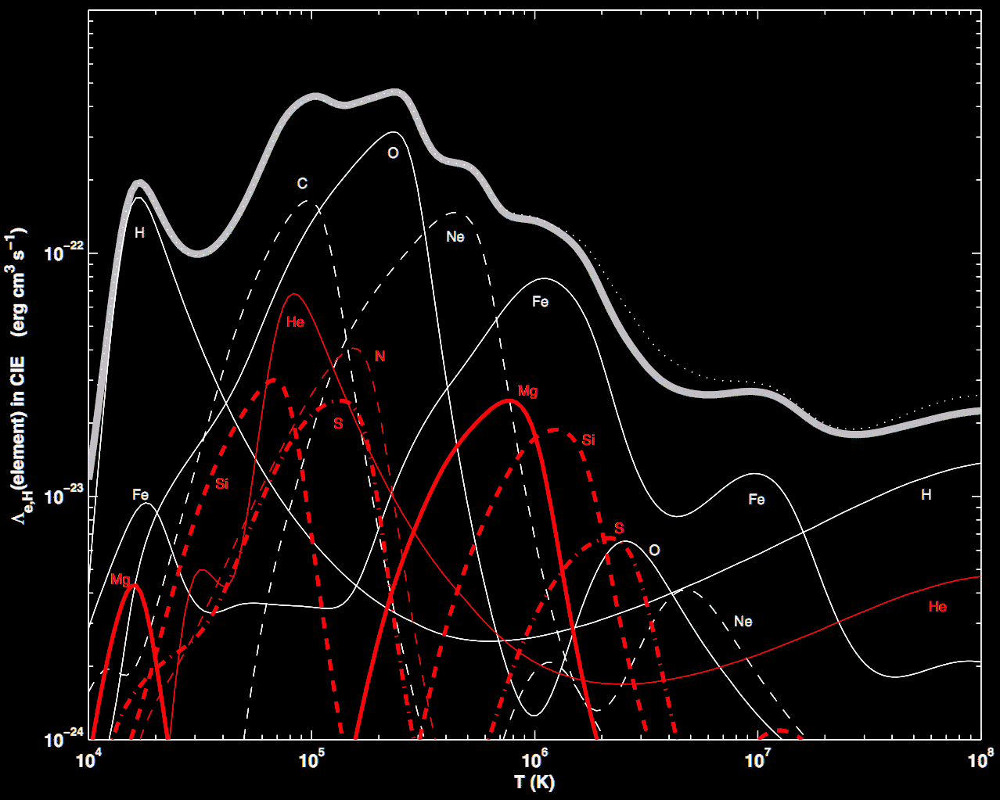 O
C
H
Ne
10⁻²²
Fe
He
N
Mg
S
Si
Si
10⁻²³
Fe
Fe
H
S
O
Mg
He
Ne
10⁻²⁴
10⁴ 10⁵ 10⁶ 10⁷ 10⁸
T (K)
Λe,H(element) in CIE (erg cm³ s⁻¹)